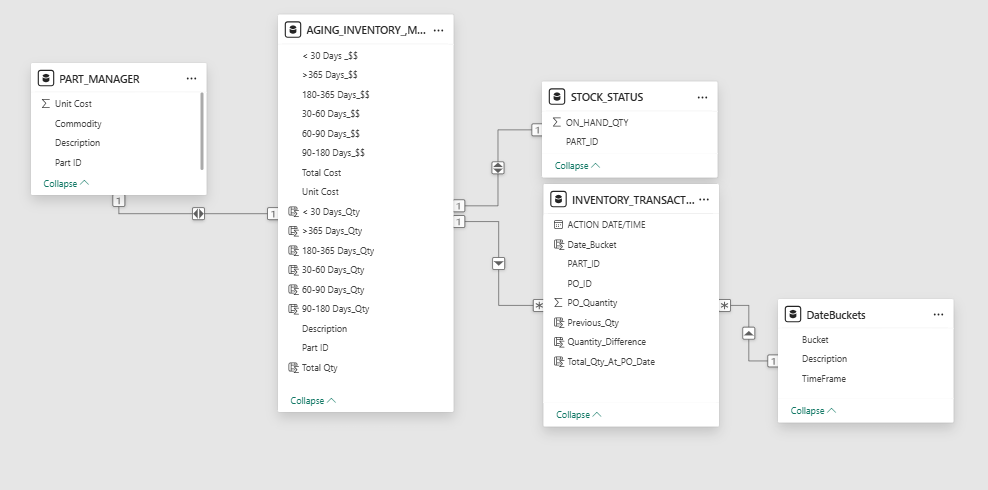 PART_MANAGER
Unit Cost
Commodity
Description
Part ID
Collapse
1
1
AGING_INVENTORY_M...
< 30 Days _$$
>365 Days_$$
180-365 Days_$$
30-60 Days_$$
60-90 Days_$$
90-180 Days_$$
Total Cost
Unit Cost
< 30 Days_Qty
>365 Days_Qty
180-365 Days_Qty
30-60 Days_Qty
60-90 Days_Qty
90-180 Days_Qty
Description
Part ID
Total Qty
Collapse
1
1
1
STOCK_STATUS
ON_HAND_QTY
PART_ID
Collapse
INVENTORY_TRANSACT...
ACTION DATE/TIME
Date_Bucket
PART_ID
PO_ID
PO_Quantity
Previous_Qty
Quantity_Difference
Total_Qty_At_PO_Date
Collapse
*
*
1
DateBuckets
Bucket
Description
TimeFrame
Collapse